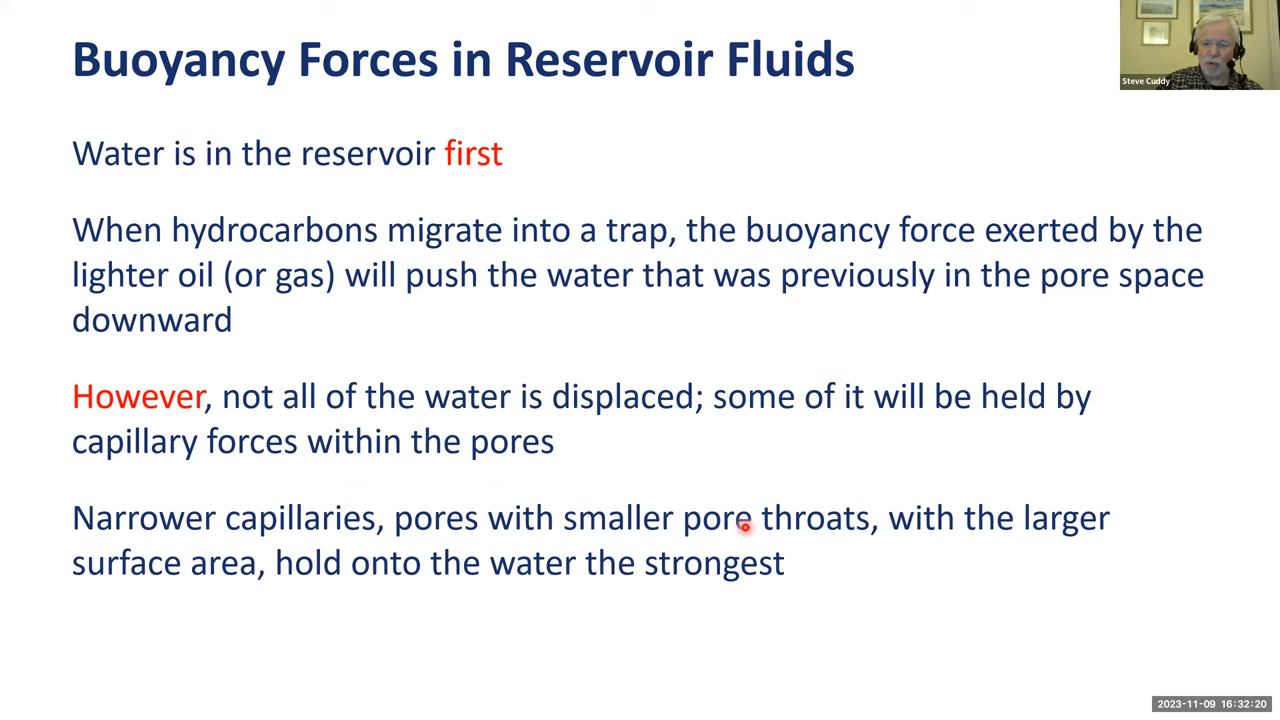 Buoyancy Forces in Reservoir Fluids
Steve Cuddy
Water is in the reservoir first
When hydrocarbons migrate into a trap, the buoyancy force exerted by the
lighter oil (or gas) will push the water that was previously in the pore space
downward
However, not all of the water is displaced; some of it will be held by
capillary forces within the pores
Narrower capillaries, pores with smaller pore throats, with the larger
surface area, hold onto the water the strongest
2023-11-09 16:32:20